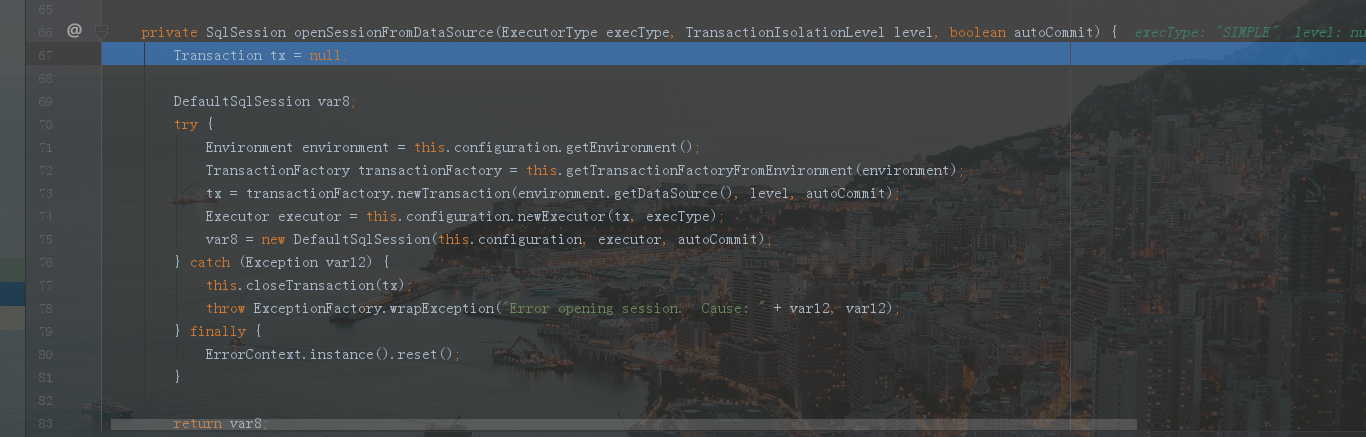 65
66 @ private SqlSession openSessionFromDataSource(ExecutorType execType, TransactionIsolationLevel level, boolean autoCommit) { execType: "SIMPLE" level: nu
67 Transaction tx = null;
68
69 DefaultSqlSession var8;
70 try {
71 Environment environment = this.configuration.getEnvironment();
72 TransactionFactory transactionFactory = this.getTransactionFactoryFromEnvironment(environment);
73 tx = transactionFactory.newTransaction(environment.getDataSource(), level, autoCommit);
74 Executor executor = this.configuration.newExecutor(tx, execType);
75 var8 = new DefaultSqlSession(this.configuration, executor, autoCommit);
76 } catch (Exception var12) {
77 this.closeTransaction(tx);
78 throw ExceptionFactory.wrapException("Error opening session.  Cause: " + var12, var12);
79 } finally {
80 ErrorContext.instance().reset();
81 }
82
83 return var8;